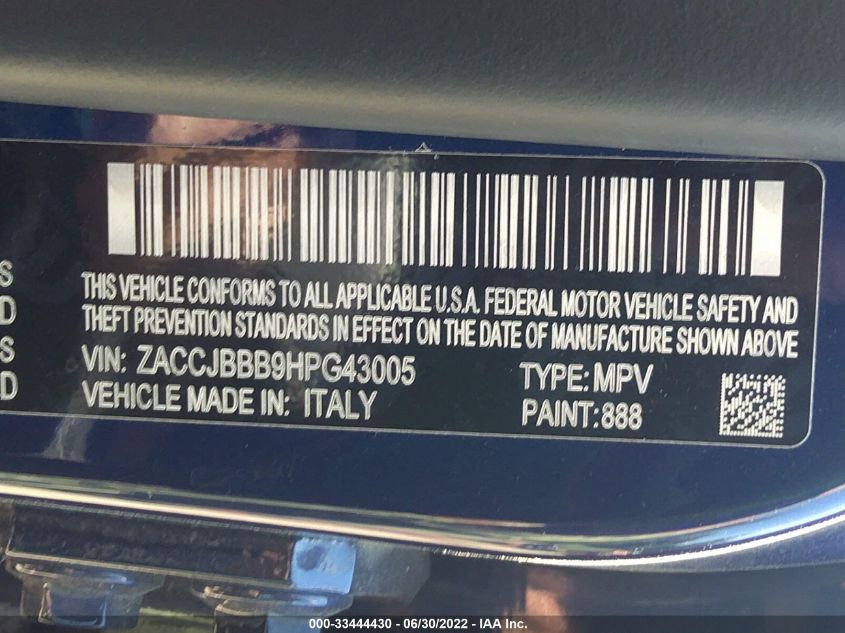 S
D
S
D
THIS VEHICLE CONFORMS TO ALL APPLICABLE U.S.A. FEDERAL MOTOR VEHICLE SAFETY AND
THEFT PREVENTION STANDARDS IN EFFECT ON THE DATE OF MANUFACTURE SHOWN ABOVE
VIN: ZACCJBBB9HPG43005 TYPE: MPV
VEHICLE MADE IN: ITALY PAINT: 888
000-33444430 - 06/30/2022 - IAA Inc.